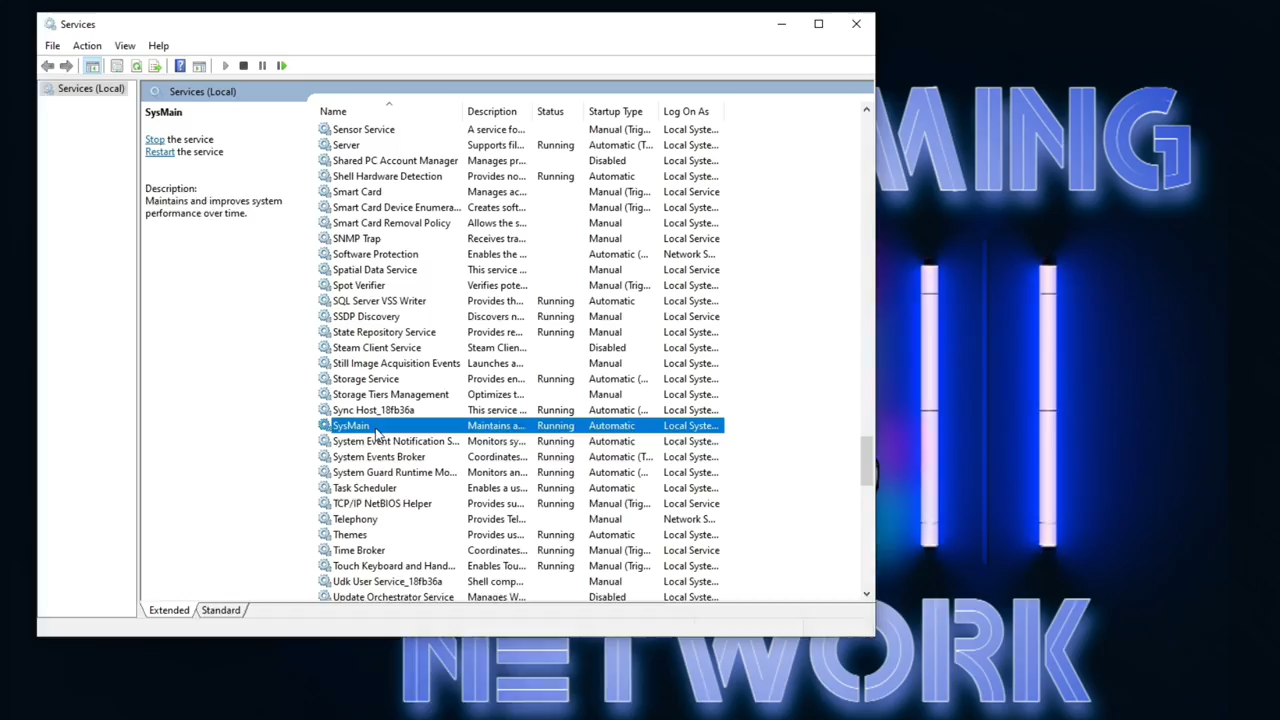 Services
File Action View Help
Services (Local)
Services (Local)
SysMain
Stop the service
Restart the service
Description:
Maintains and improves system
performance over time.
Name Description Status Startup Type Log On As
Sensor Service A service fo... Manual (Trig... Local Syste...
Server Supports fil... Running Automatic (T... Local Syste...
Shared PC Account Manager Manages pr... Disabled Local Syste...
Shell Hardware Detection Provides no... Running Automatic Local Syste...
Smart Card Manages ac... Manual (Trig... Local Service
Smart Card Device Enumera... Creates soft... Manual (Trig... Local Syste...
Smart Card Removal Policy Allows the s... Manual Local Syste...
SNMP Trap Receives tra... Manual Local Service
Software Protection Enables the ... Automatic (... Network S...
Spatial Data Service This service ... Manual Local Service
Spot Verifier Verifies pote... Manual (Trig... Local Syste...
SQL Server VSS Writer Provides th... Running Automatic Local Syste...
SSDP Discovery Discovers n... Running Manual Local Service
State Repository Service Provides re... Running Manual Local Syste...
Steam Client Service Steam Clien... Disabled Local Syste...
Still Image Acquisition Events Launches a... Manual Local Syste...
Storage Service Provides en... Running Automatic (... Local Syste...
Storage Tiers Management Optimizes t... Manual Local Syste...
Sync Host_18fb36a This service ... Running Automatic (... Local Syste...
SysMain Maintains a... Running Automatic Local Syste...
System Event Notification S... Monitors sy... Running Automatic Local Syste...
System Events Broker Coordinates... Running Automatic (T... Local Syste...
System Guard Runtime Mo... Monitors an... Running Automatic (... Local Syste...
Task Scheduler Enables a us... Running Automatic Local Syste...
TCP/IP NetBIOS Helper Provides su... Running Manual (Trig... Local Service
Telephony Provides Tel... Manual Network S...
Themes Provides us... Running Automatic Local Syste...
Time Broker Coordinates... Running Manual (Trig... Local Service
Touch Keyboard and Hand... Enables Tou... Running Manual (Trig... Local Syste...
Udk User Service_18fb36a Shell comp... Manual Local Syste...
Update Orchestrator Service Manages W... Disabled Local Syste...
Extended Standard
MING
NETWORK